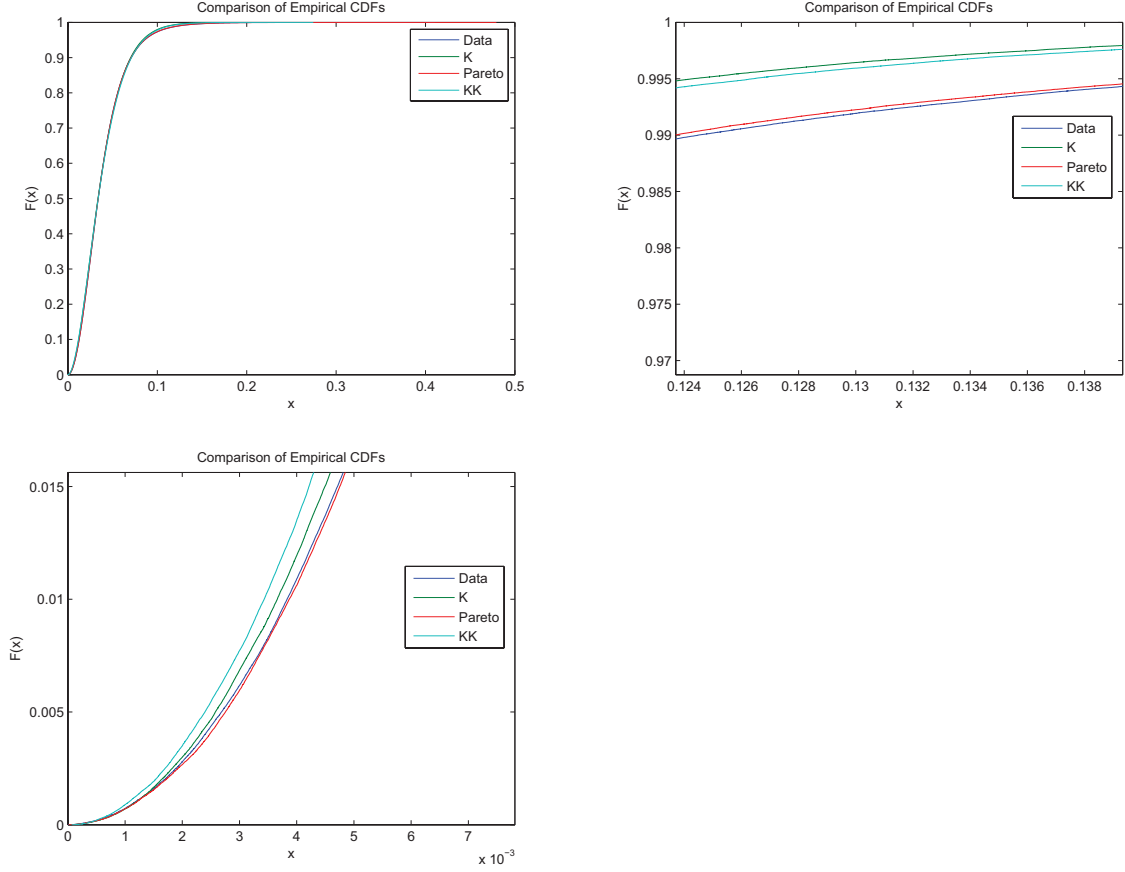 Comparison of Empirical CDFs
1
0.9
0.8
0.7
0.6
0.5
0.4
0.3
0.2
0.1
0
F(x)
0 0.1 0.2 0.3 0.4 0.5
x
Data
K
Pareto
KK
Comparison of Empirical CDFs
1
0.995
0.99
0.985
0.98
0.975
0.97
F(x)
0.124 0.126 0.128 0.13 0.132 0.134 0.136 0.138
x
Data
K
Pareto
KK
Comparison of Empirical CDFs
0.015
0.01
0.005
0
F(x)
0 1 2 3 4 5 6 7
x
x 10⁻³
Data
K
Pareto
KK